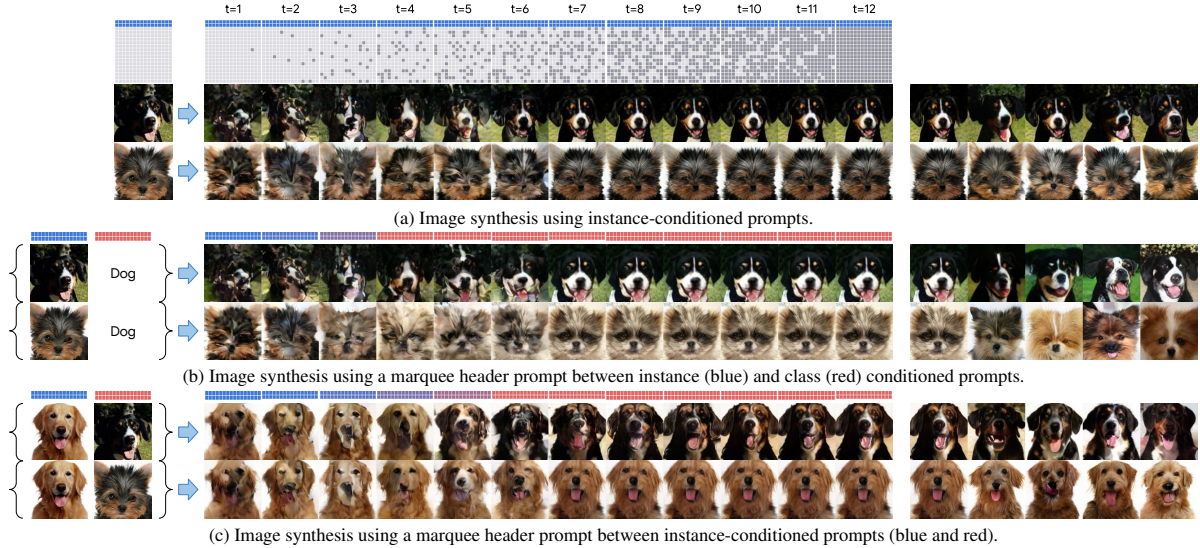 t=1 t=2 t=3 t=4 t=5 t=6 t=7 t=8 t=9 t=10 t=11 t=12
(a) Image synthesis using instance-conditioned prompts.
Dog
Dog
(b) Image synthesis using a marquee header prompt between instance (blue) and class (red) conditioned prompts.
(c) Image synthesis using a marquee header prompt between instance-conditioned prompts (blue and red).